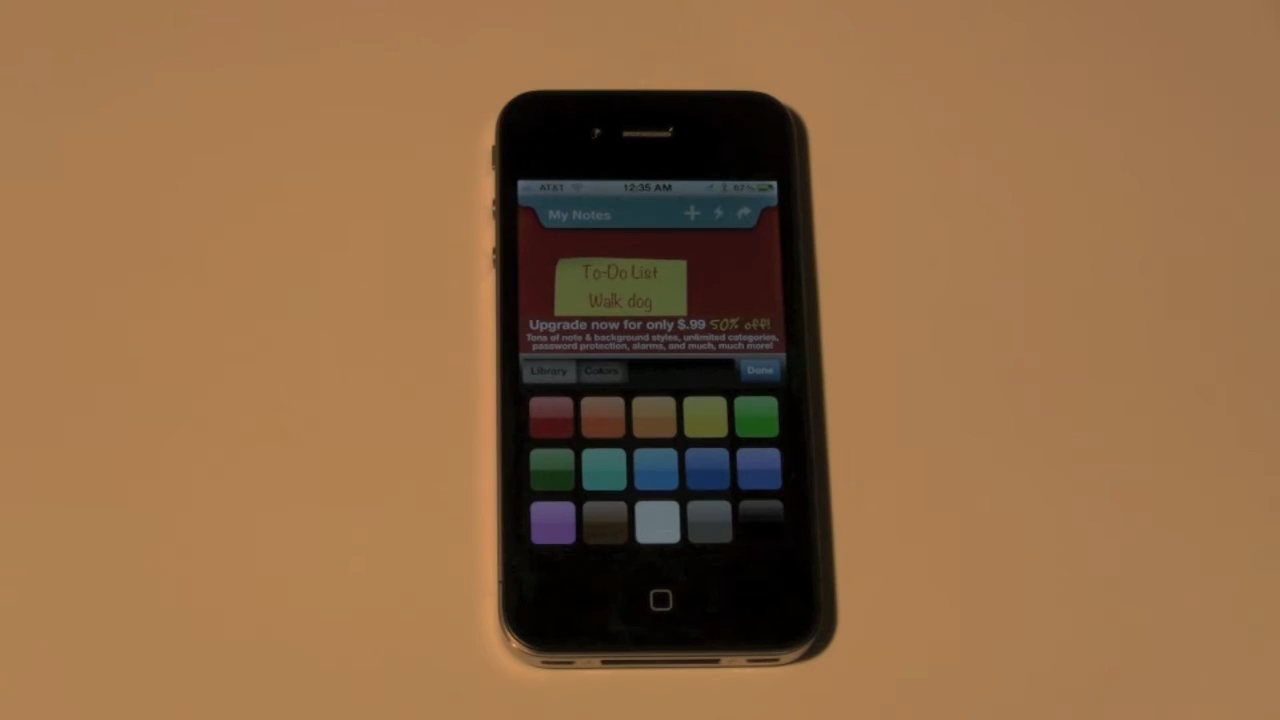 AT&T 12:35 AM 67%
My Notes
To-Do List
Walk dog
Upgrade now for only $.99 50% off!
Tons of note & background styles, unlimited categories,
password protection, alarms, and much, much more!
Library Colors Done